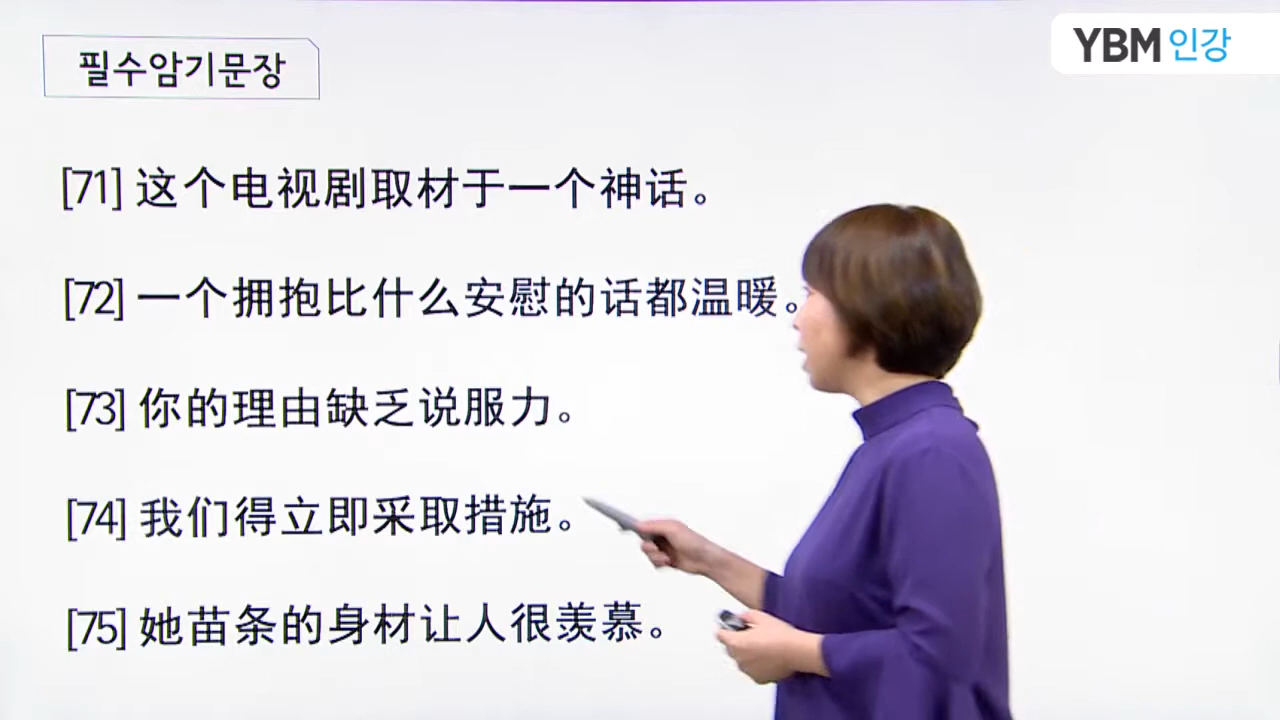 필수암기문장
YBM 인강
[71] 这个电视剧取材于一个神话。
[72] 一个拥抱比什么安慰的话都温暖。
[73] 你的理由缺乏说服力。
[74] 我们得立即采取措施。
[75] 她苗条的身材让人很羡慕。